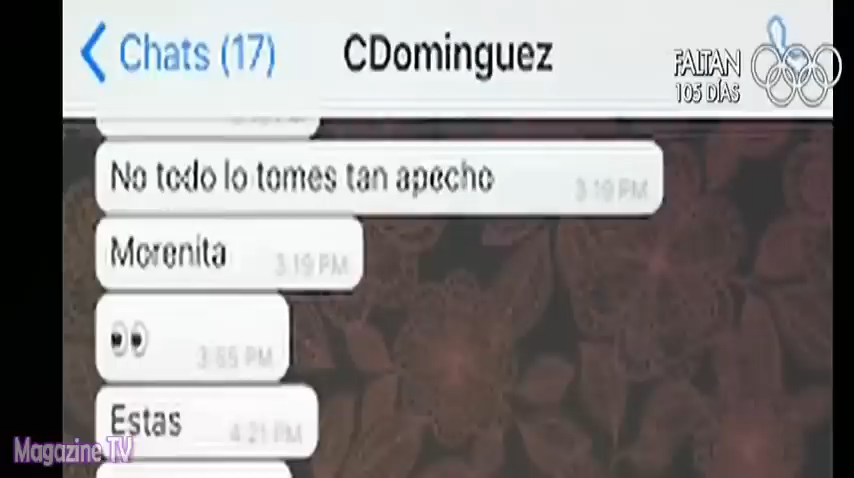 Chats (17)
CDominguez
FALTAN
105 DÍAS
No todo lo tomes tan apecho
3:19 PM
Morenita
3:19 PM
3:55 PM
Estas
4:21 PM
Magazine TV